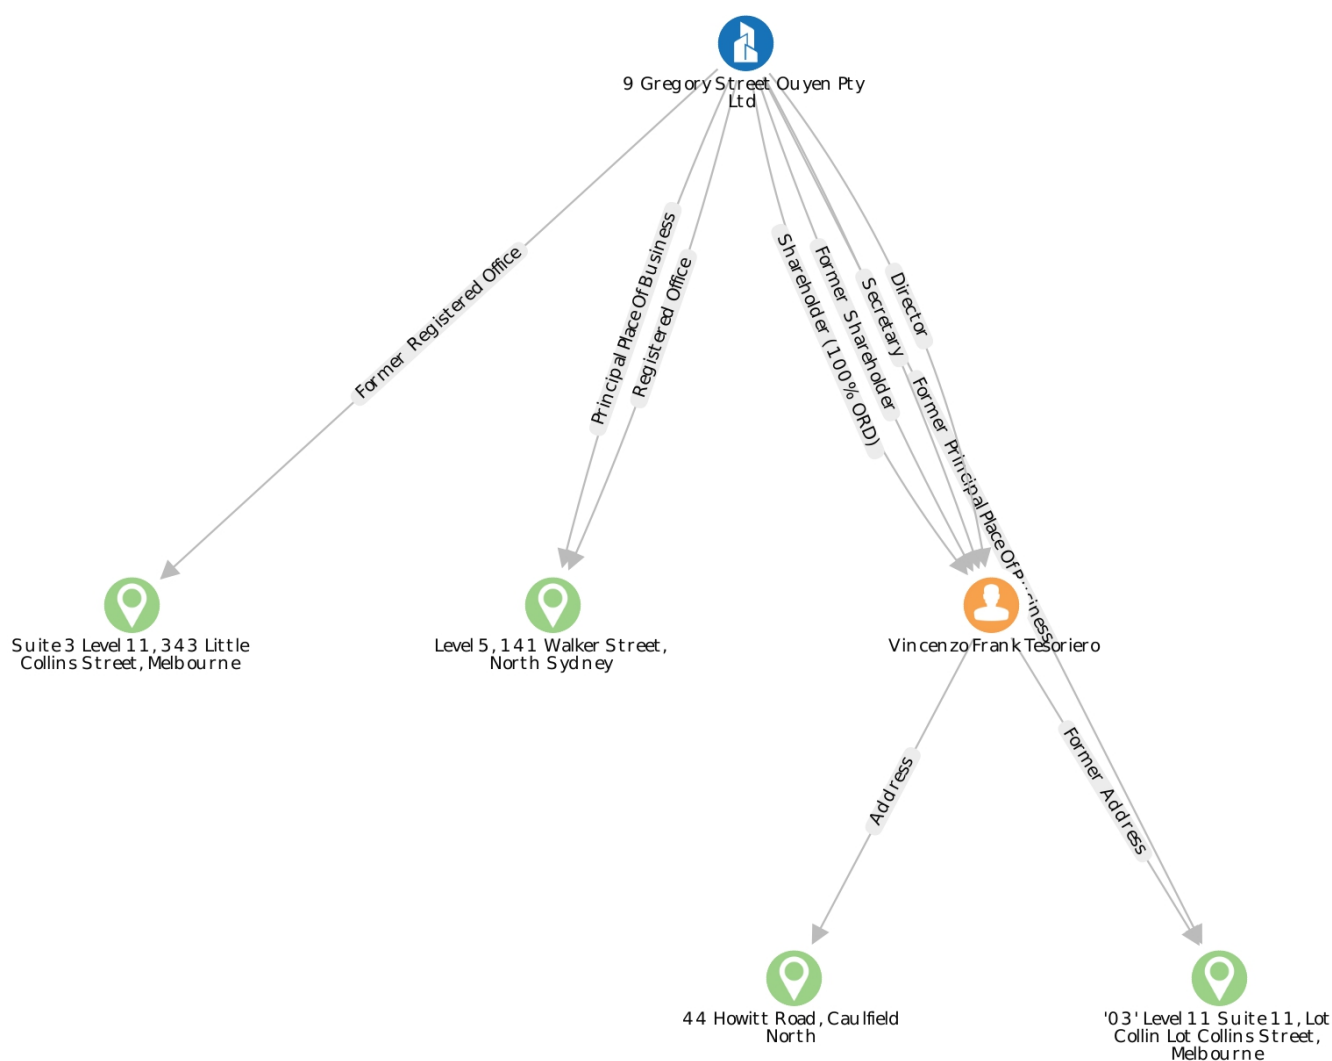 9 Gregory Street Ouyen Pty
Ltd
Former Registered Office
Principal Place Of Business
Registered Office
Shareholder (100% ORD)
Former Shareholder
Secretary
Director
Former Principal Place Of Business
Suite 3 Level 11, 343 Little
Collins Street, Melbourne
Level 5, 141 Walker Street,
North Sydney
Vincenzo Frank Tesoriero
Address
Former Address
44 Howitt Road, Caulfield
North
'03' Level 11 Suite 11, Lot
Collin Lot Collins Street,
Melbourne